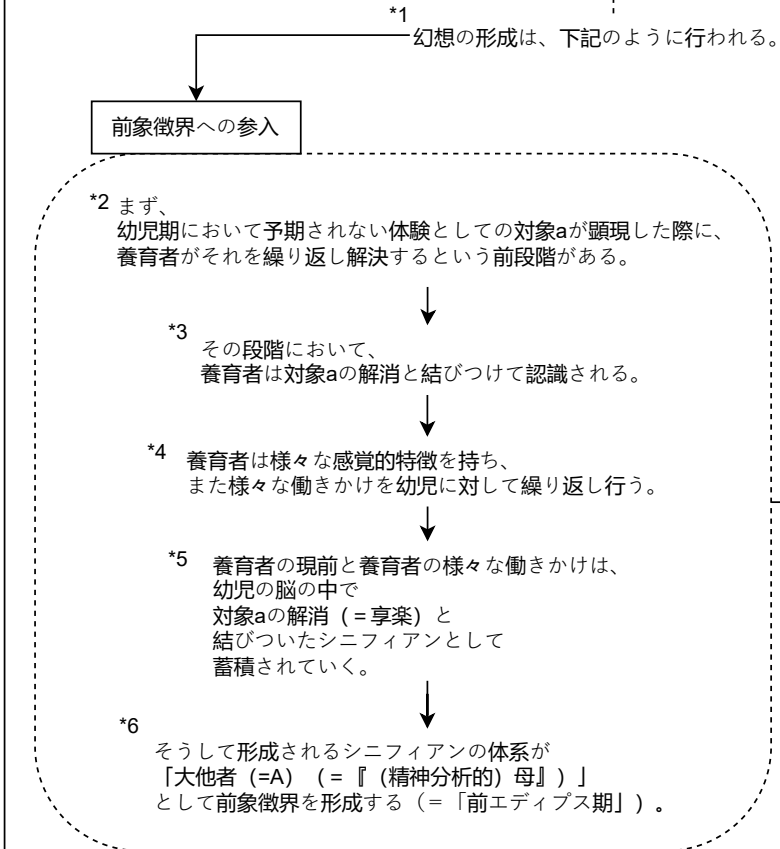 *1
幻想の形成は、下記のように行われる。
前象徴界への参入
*2 まず、
幼児期において予期されない体験としての対象aが顕現した際に、
養育者がそれを繰り返し解決するという前段階がある。
*3
その段階において、
養育者は対象aの解消と結びつけて認識される。
*4 養育者は様々な感覚的特徴を持ち、
また様々な働きかけを幼児に対して繰り返し行う。
*5 養育者の現前と養育者の様々な働きかけは、
幼児の脳の中で
対象aの解消（＝享楽）と
結びついたシニフィアンとして
蓄積されていく。
*6
そうして形成されるシニフィアンの体系が
「大他者（=A）（＝『（精神分析的）母』）」
として前象徴界を形成する（＝「前エディプス期」）。